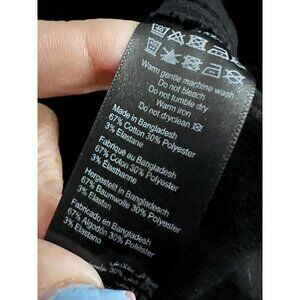 Warm gentle machine wash
Do not bleach
Do not tumble dry
Warm iron
Do not dryclean
Made in Bangladesh
67% Cotton 30% Polyester
3% Elastane
Fabriqué au Bangladesh
67% Coton 30% Polyester
3% Élasthanne
Hergestellt in Bangladesch
67% Baumwolle 30% Polyester
3% Elastan
Fabricado en Bangladesh
67% Algodón 30% Poliéster
3% Elastano